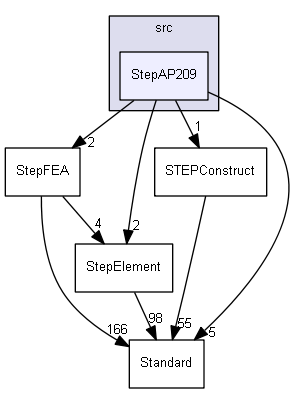 src
StepAP209
2
1
StepFEA
STEPConstruct
4
2
StepElement
98
166
55
5
Standard